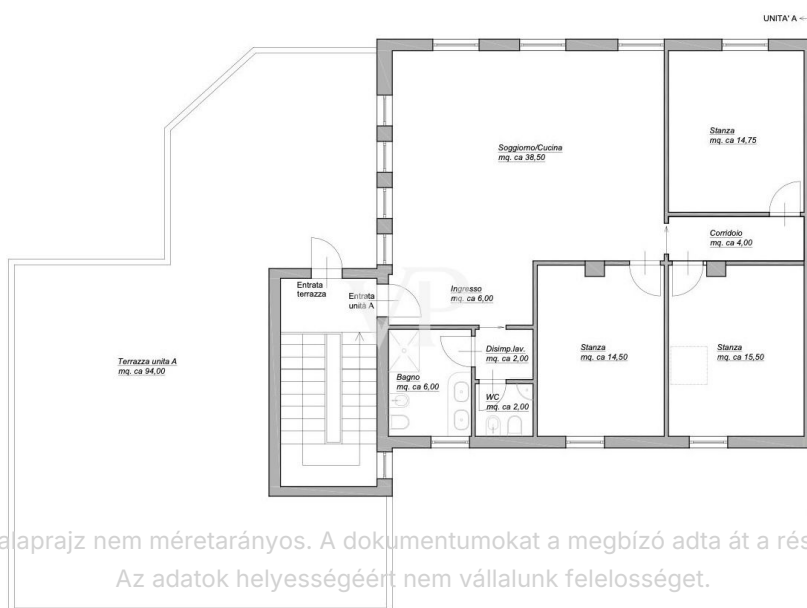 UNITA' A
Stanza
mq. ca 14,75
Soggiorno/Cucina
mq. ca 38,50
Corridoio
mq. ca 4,00
Entrata
terrazza
Entrata
unità A
Ingresso
mq. ca 6,00
VP
Terrazza unita A
mq. ca 94,00
Disimp.lav.
mq. ca 2,00
Stanza
mq. ca 14,50
Stanza
mq. ca 15,50
Bagno
mq. ca 6,00
WC
mq. ca 2,00
alaprajz nem méretarányos. A dokumentumokat a megbízó adta át a rés
Az adatok helyességéért nem vállalunk felelosséget.